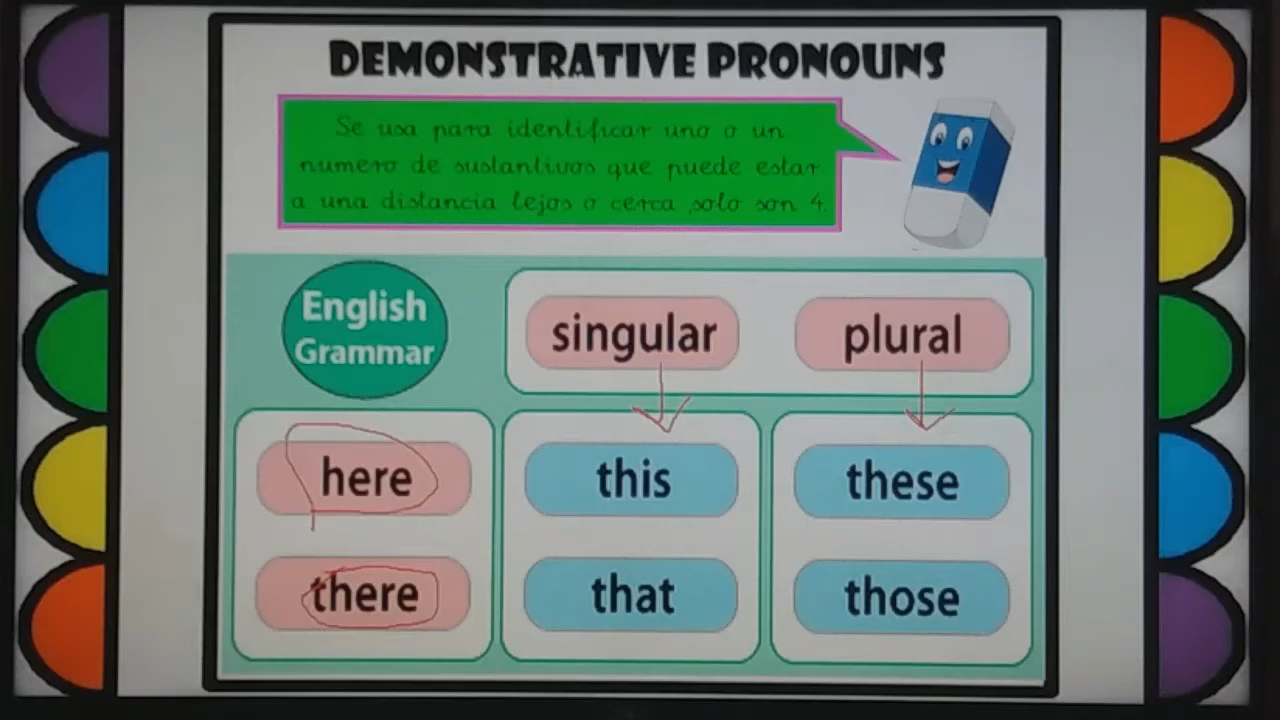 DEMONSTRATIVE PRONOUNS
Se usa para identificar uno o un
numero de sustantivos que puede estar
a una distancia lejos o cerca ,solo son 4.
English
Grammar
singular plural
here this these
there that those